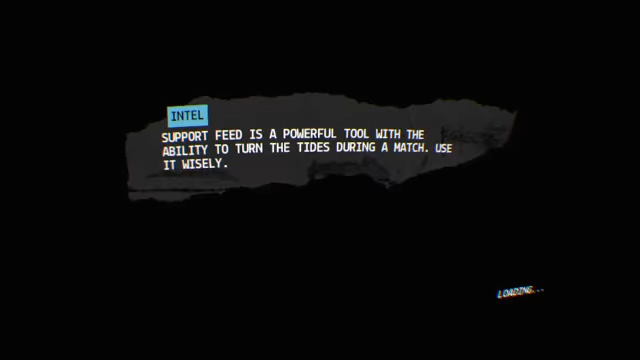 INTEL
SUPPORT FEED IS A POWERFUL TOOL WITH THE
ABILITY TO TURN THE TIDES DURING A MATCH. USE
IT WISELY.
LOADING...